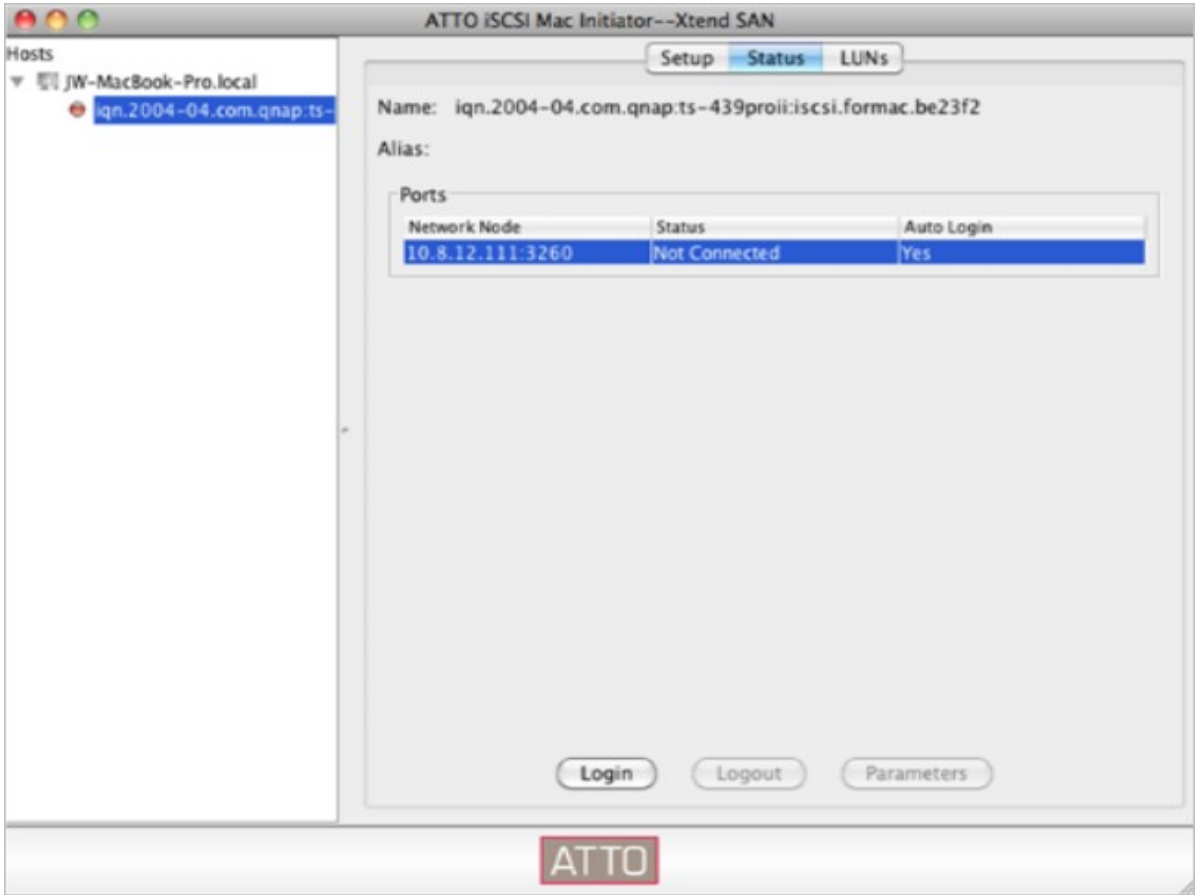 ATTO iSCSI Mac Initiator--Xtend SAN
Hosts
JW-MacBook-Pro.local
iqn.2004-04.com.qnap:ts-
Setup Status LUNs
Name: iqn.2004-04.com.qnap:ts-439proii:iscsi.formac.be23f2
Alias:
Ports
Network Node Status Auto Login
10.8.12.111:3260 Not Connected Yes
Login Logout Parameters
ATTO